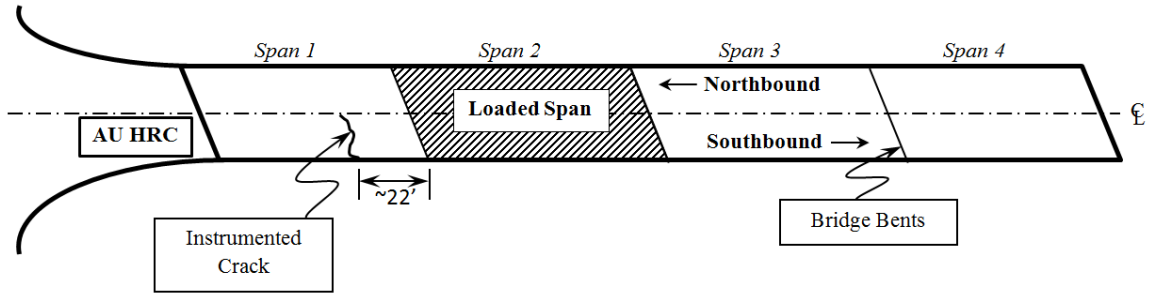 Span 1
Span 2
Span 3
Span 4
Northbound
Loaded Span
℄
AU HRC
Southbound
~22’
Instrumented
Crack
Bridge Bents